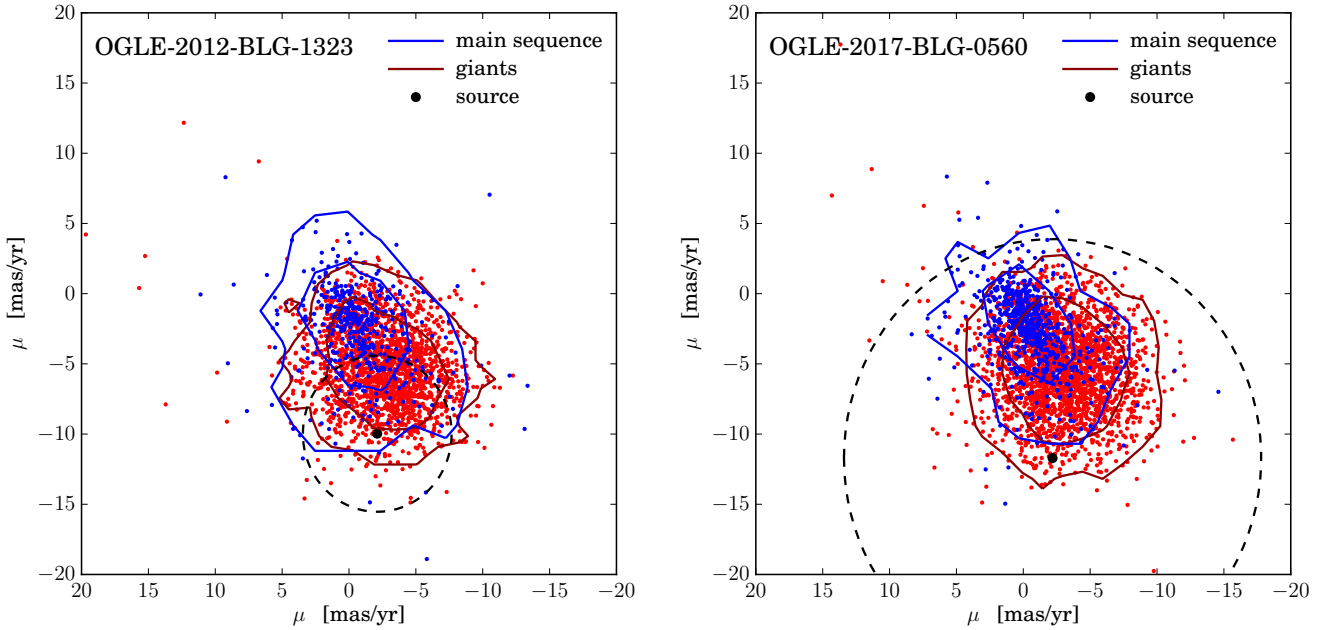 OGLE-2012-BLG-1323
main sequence
giants
source
20
15
10
5
0
−5
−10
−15
−20
μ [mas/yr]
20 15 10 5 0 −5 −10 −15 −20
μ [mas/yr]
OGLE-2017-BLG-0560
main sequence
giants
source
20
15
10
5
0
−5
−10
−15
−20
μ [mas/yr]
20 15 10 5 0 −5 −10 −15 −20
μ [mas/yr]